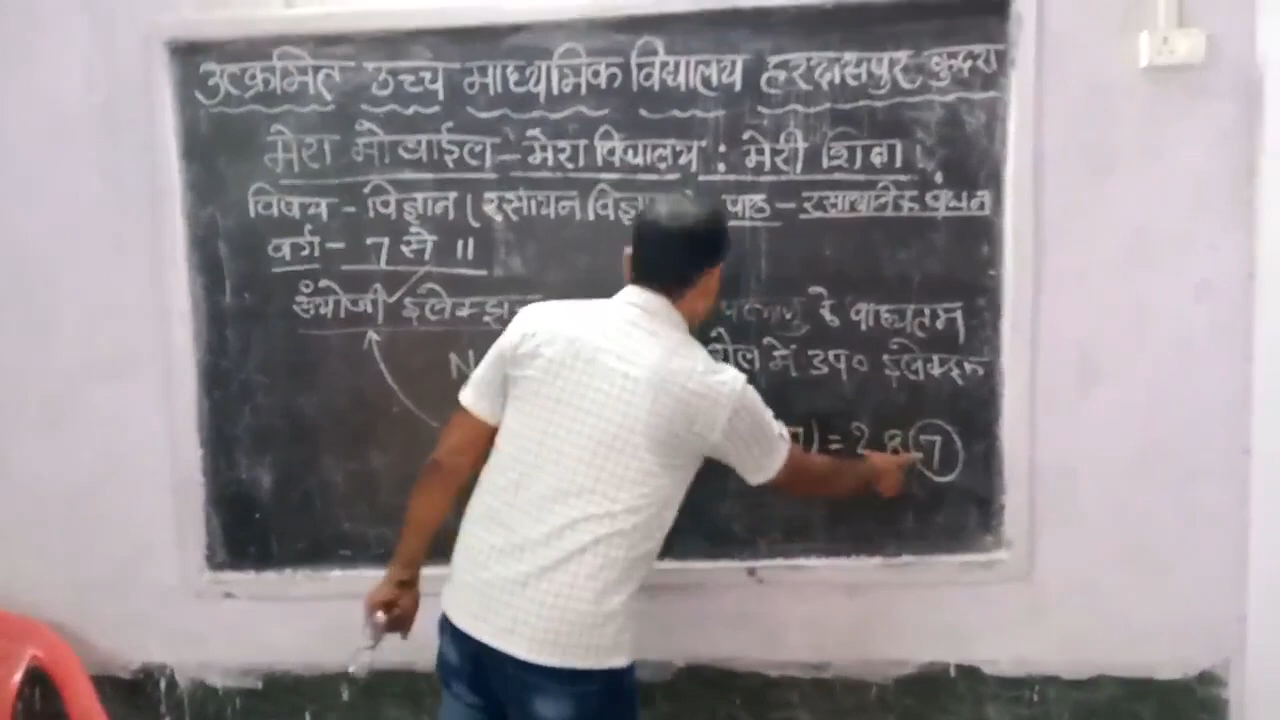 उत्क्रमित उच्च माध्यमिक विद्यालय हरदासपुर कुदरा
मेरा मोबाईल - मेरा विद्यालय : मेरी शिक्षा
विषय - विज्ञान ( रसायन पाठ - रसायनिक बंधन
वर्ग - 7 से 11
संयोजी इलेक्ट्रान के बाह्यतम
N में उप० इलेक्ट्रान
) = 2 8 7